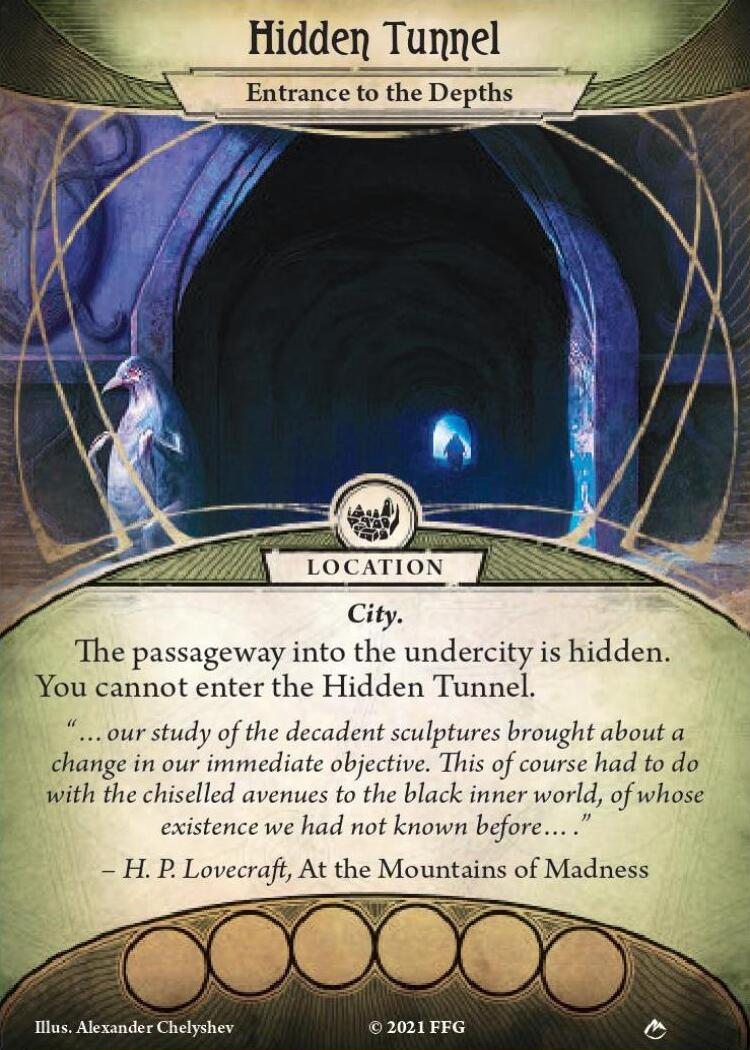 Hidden Tunnel
Entrance to the Depths
LOCATION
City.
The passageway into the undercity is hidden.
You cannot enter the Hidden Tunnel.
“…our study of the decadent sculptures brought about a
change in our immediate objective. This of course had to do
with the chiselled avenues to the black inner world, of whose
existence we had not known before… .”
– H. P. Lovecraft, At the Mountains of Madness
Illus. Alexander Chelyshev
© 2021 FFG